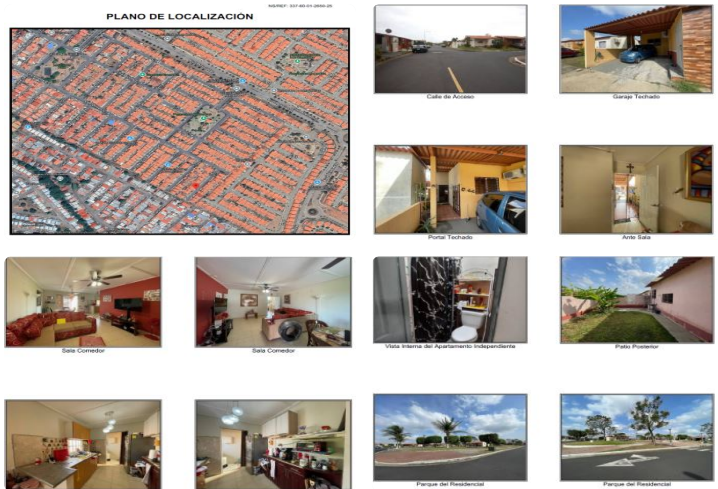 PLANO DE LOCALIZACIÓN
Calle de Acceso
Garaje Techado
Portal Techado
Ante Sala
Sala Comedor
Sala Comedor
Vista Interna del Apartamento Independiente
Patio Posterior
Parque del Residencial
Parque del Residencial